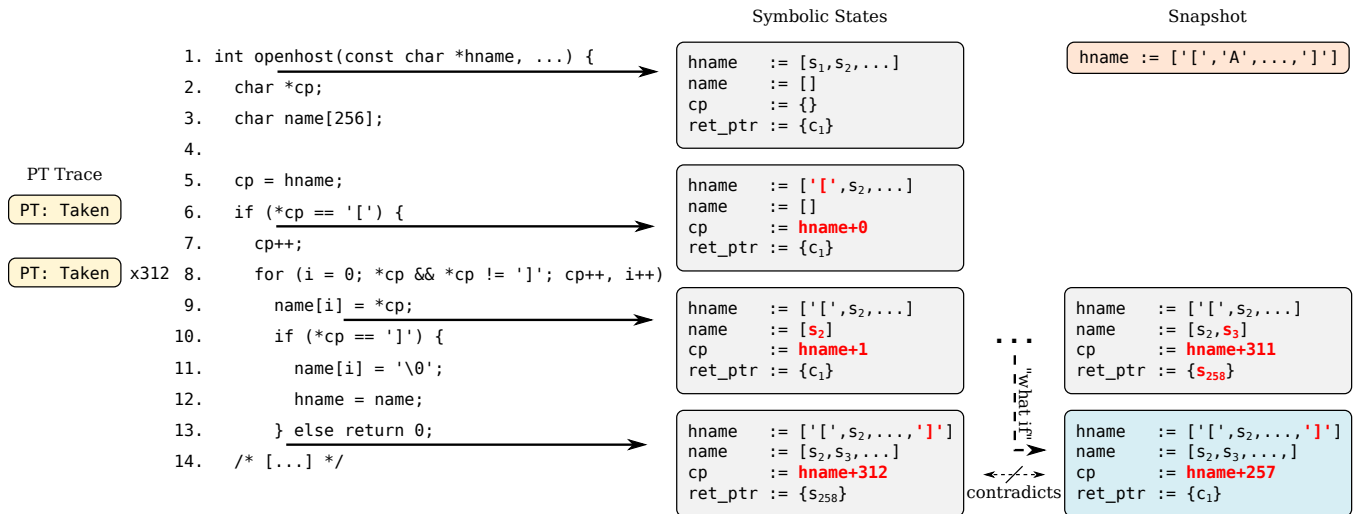 Symbolic States
Snapshot
PT Trace
PT: Taken
PT: Taken x312
1. int openhost(const char *hname, ...) {
2. char *cp;
3. char name[256];
4.
5. cp = hname;
6. if (*cp == '[') {
7. cp++;
8. for (i = 0; *cp && *cp != ']'; cp++, i++)
9. name[i] = *cp;
10. if (*cp == ']') {
11. name[i] = '\0';
12. hname = name;
13. } else return 0;
14. /* [...] */
hname := [s₁,s₂,...]
name := []
cp := {}
ret_ptr := {c₁}
hname := ['[','A',...,']']
hname := ['[',s₂,...]
name := []
cp := hname+0
ret_ptr := {c₁}
hname := ['[',s₂,...]
name := [s₂]
cp := hname+1
ret_ptr := {c₁}
...
hname := ['[',s₂,...]
name := [s₂,s₃]
cp := hname+311
ret_ptr := {s₂₅₈}
hname := ['[',s₂,...,']']
name := [s₂,s₃,...]
cp := hname+312
ret_ptr := {s₂₅₈}
"what if"
contradicts
hname := ['[',s₂,...,']']
name := [s₂,s₃,...,]
cp := hname+257
ret_ptr := {c₁}